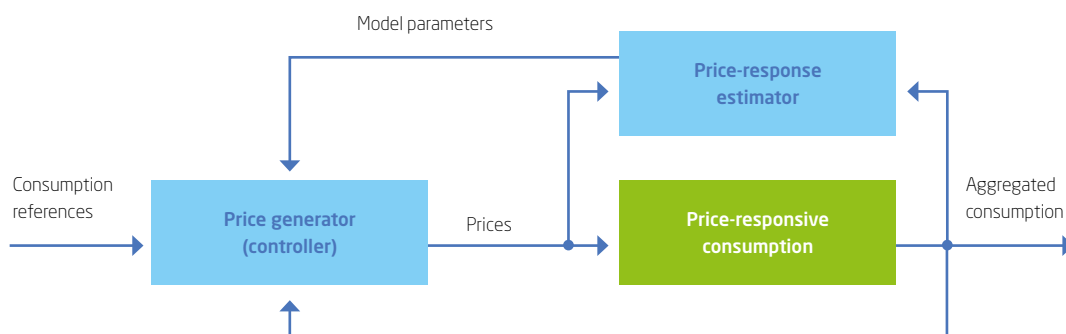 Model parameters
Price-response
estimator
Consumption
references
Price generator
(controller)
Prices
Price-responsive
consumption
Aggregated
consumption